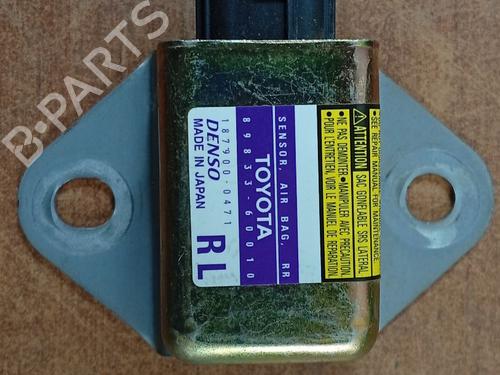 B-PARTS
SENSOR, AIR BAG, RR
TOYOTA
89833-60010
187900-0471
DENSO
MADE IN JAPAN
RL
•SEE REPAIR MANUAL FOR MAINTENANCE
ATTENTION SAC GONFLABLE SRS LATERAL
•NE PAS DEMONTER •MANIPULER AVEC PRÉCAUTION.
•POUR L'ENTRETIEN, VOIR LE MANUEL DE REPARATION.